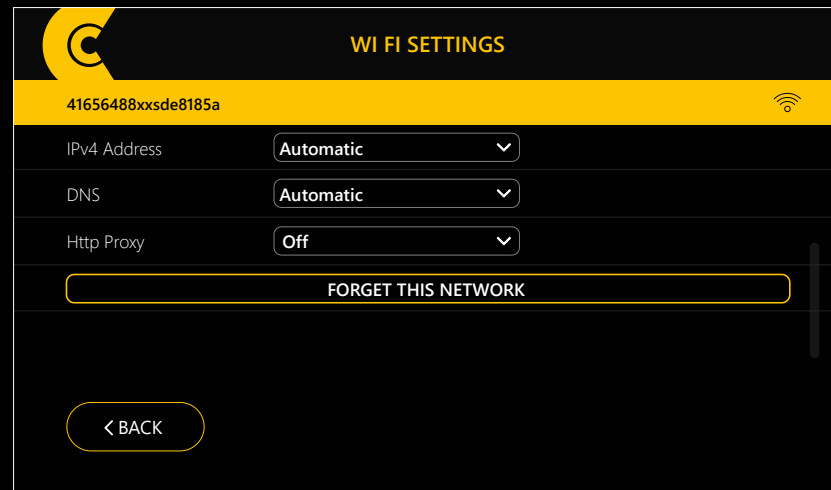 WI FI SETTINGS
41656488xxsde8185a
IPv4 Address Automatic
DNS Automatic
Http Proxy Off
FORGET THIS NETWORK
BACK